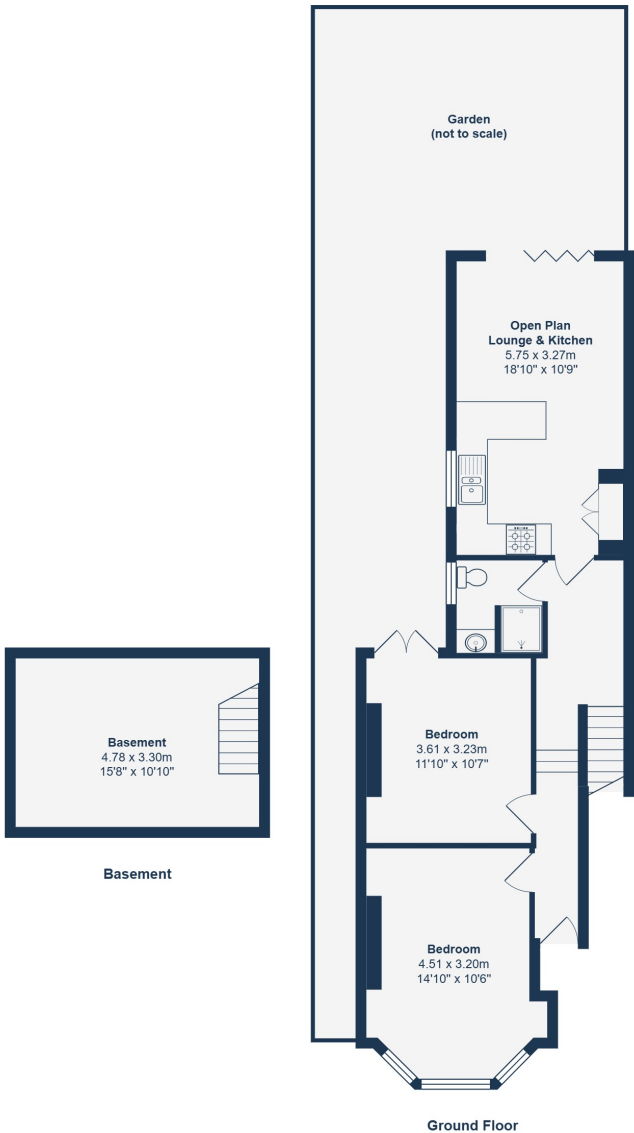 Garden
(not to scale)
Open Plan
Lounge & Kitchen
5.75 x 3.27m
18'10" x 10'9"
Bedroom
3.61 x 3.23m
11'10" x 10'7"
Basement
4.78 x 3.30m
15'8" x 10'10"
Basement
Bedroom
4.51 x 3.20m
14'10" x 10'6"
Ground Floor